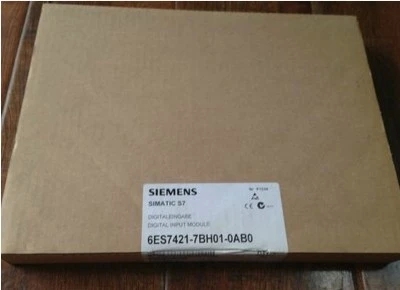 SIEMENS
SIMATIC S7
DIGITALEINGABE
DIGITAL INPUT MODULE
6ES7421-7BH01-0AB0